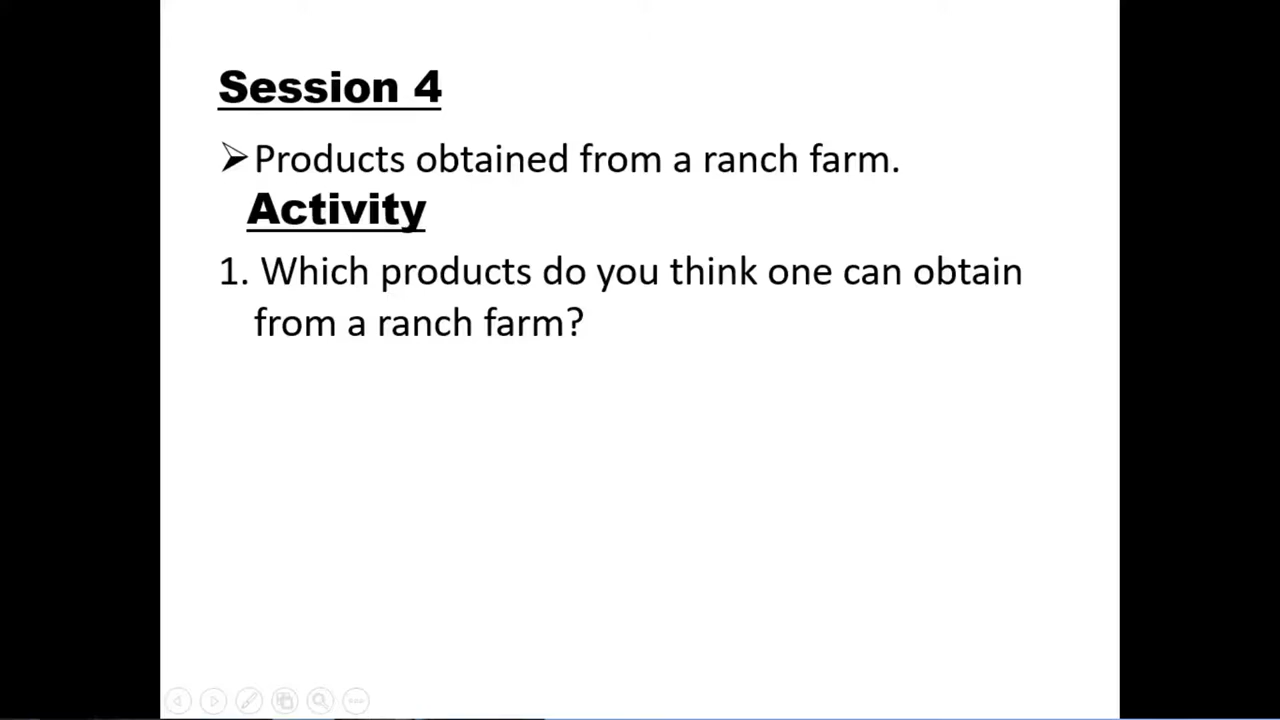 Session 4
➢Products obtained from a ranch farm.
Activity
1. Which products do you think one can obtain
from a ranch farm?